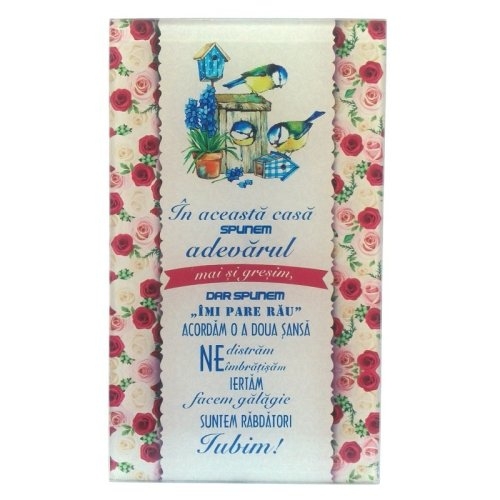 În această casă
SPUNEM
adevărul
mai și greșim,
DAR SPUNEM
„ÎMI PARE RĂU”
ACORDĂM O A DOUA ȘANSĂ
NE distrăm
îmbrățișăm
IERTĂM
facem gălăgie
SUNTEM RĂBDĂTORI
Iubim!